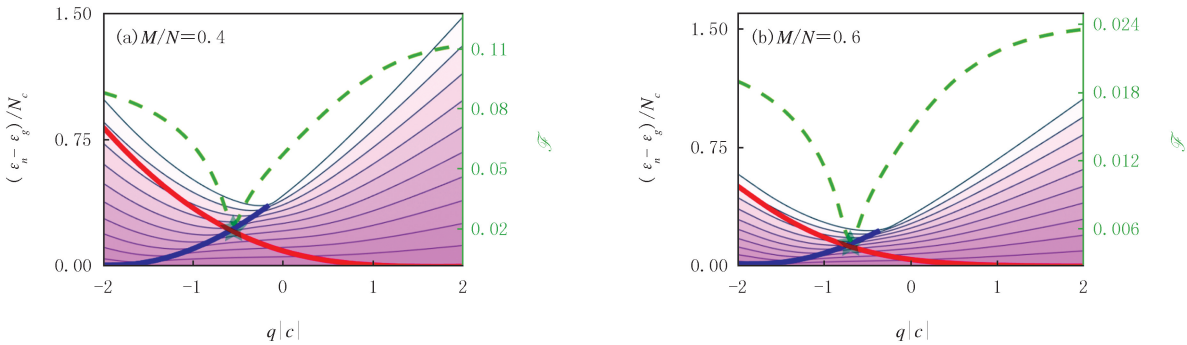 (a) M/N=0.4
1.50
0.75
0.00
(ε_n − ε_g)/N_c
-2 -1 0 1 2
q|c|
0.11
0.08
0.05
0.02
ℱ
(b) M/N=0.6
1.50
0.75
0.00
(ε_n − ε_g)/N_c
-2 -1 0 1 2
q|c|
0.024
0.018
0.012
0.006
ℱ